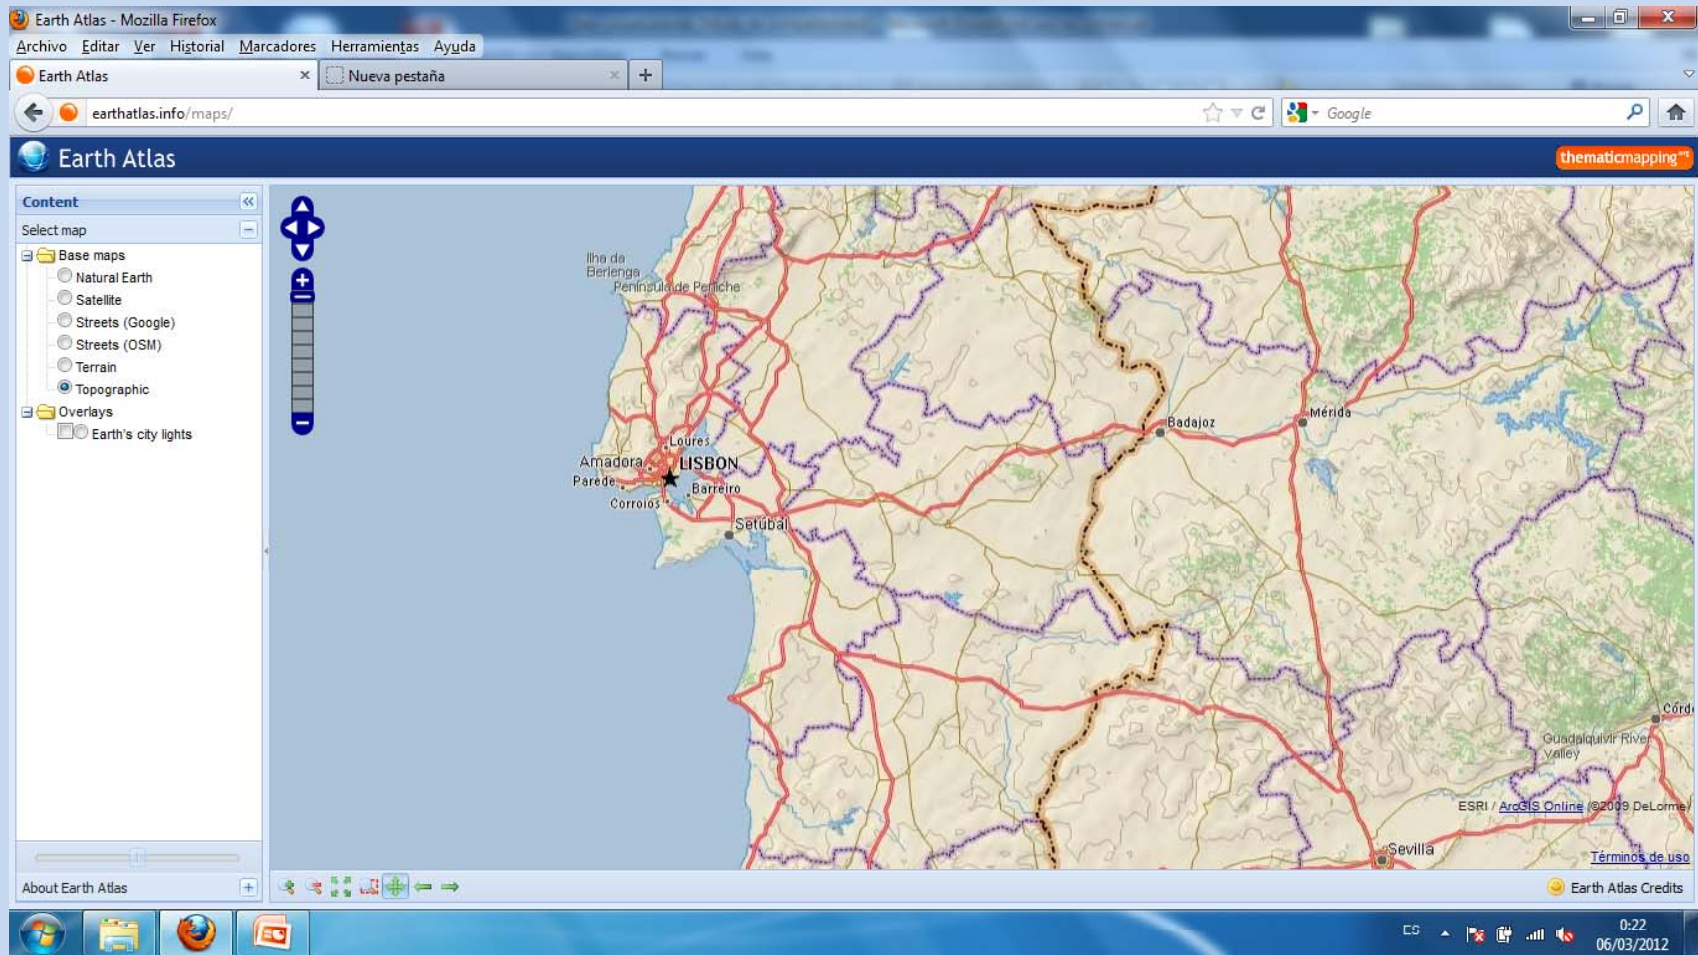 Earth Atlas - Mozilla Firefox
Archivo Editar Ver Historial Marcadores Herramientas Ayuda
Earth Atlas
Nueva pestaña
earthatlas.info/maps/
Google
Earth Atlas
thematicmapping.org
Content
Select map
Base maps
Natural Earth
Satellite
Streets (Google)
Streets (OSM)
Terrain
Topographic
Overlays
Earth's city lights
About Earth Atlas
Ilha da
Berlenga
Península de Peniche
Badajoz
Mérida
Loures
Amadora
LISBON
Parede
Barreiro
Corroios
Setúbal
Córd
Guadalquivir River
Valley
ESRI / ArcGIS Online (©2009 DeLorme)
Sevilla
Términos de uso
Earth Atlas Credits
ES
0:22
06/03/2012